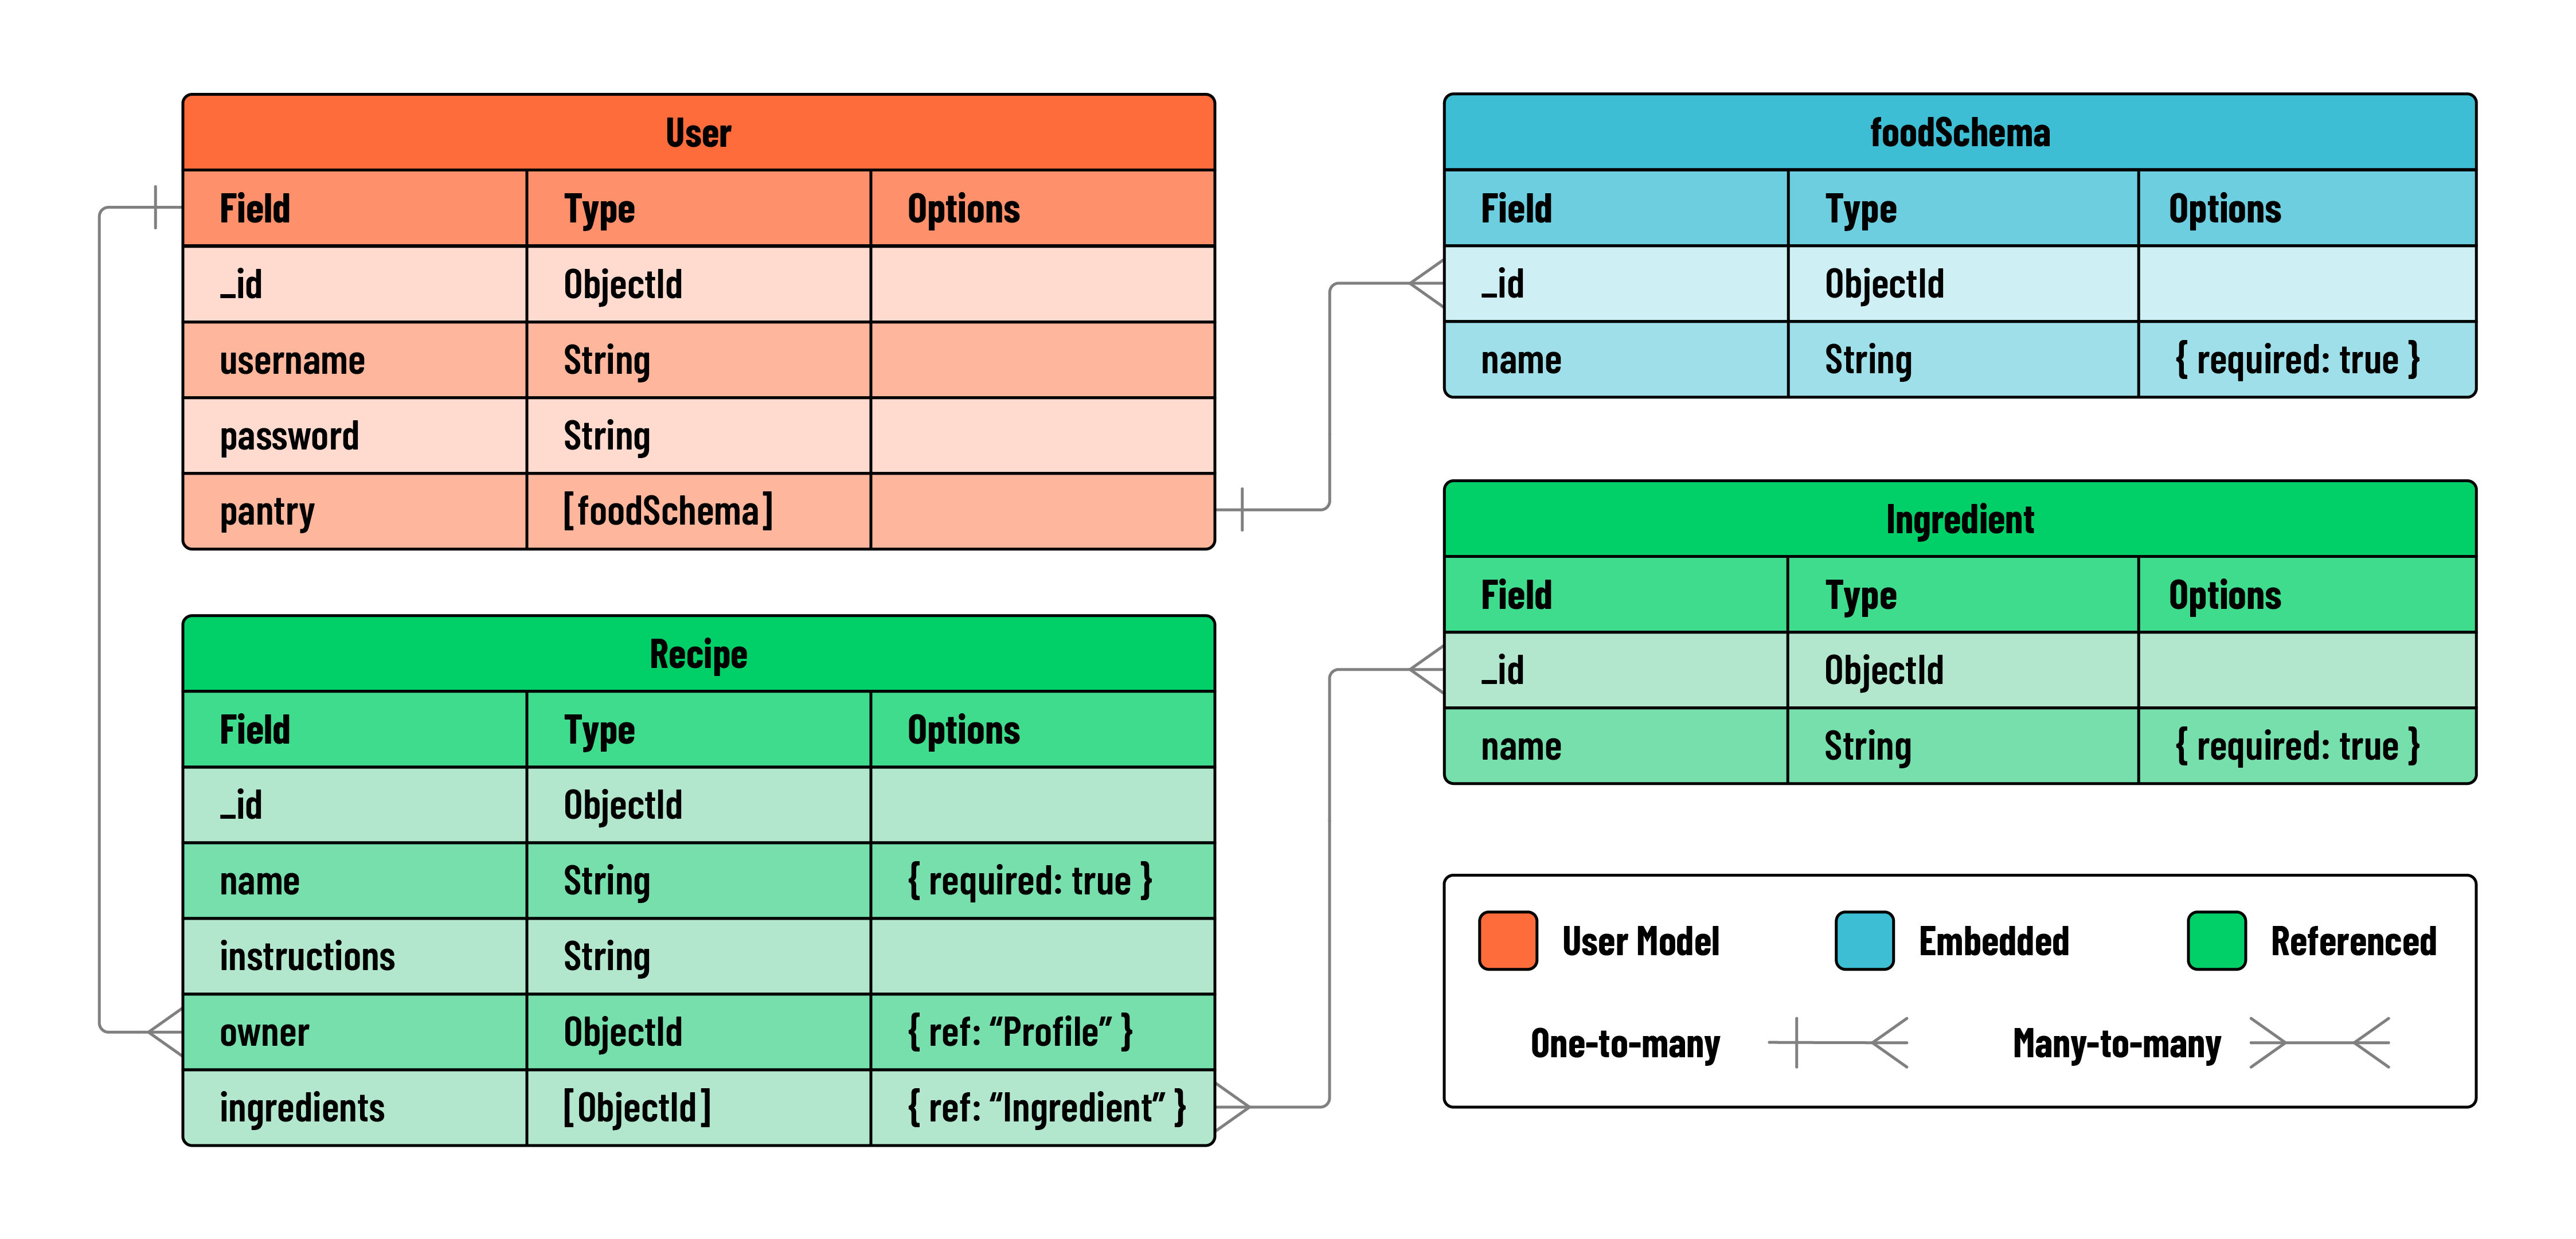 User
Field Type Options
_id ObjectId
username String
password String
pantry [foodSchema]
foodSchema
Field Type Options
_id ObjectId
name String { required: true }
Recipe
Field Type Options
_id ObjectId
name String { required: true }
instructions String
owner ObjectId { ref: “Profile” }
ingredients [ObjectId] { ref: “Ingredient” }
Ingredient
Field Type Options
_id ObjectId
name String { required: true }
User Model Embedded Referenced
One-to-many Many-to-many